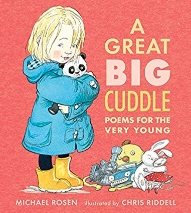 A
GREAT
BIG
CUDDLE
POEMS FOR THE
VERY YOUNG
MICHAEL ROSEN illustrated by CHRIS RIDDELL